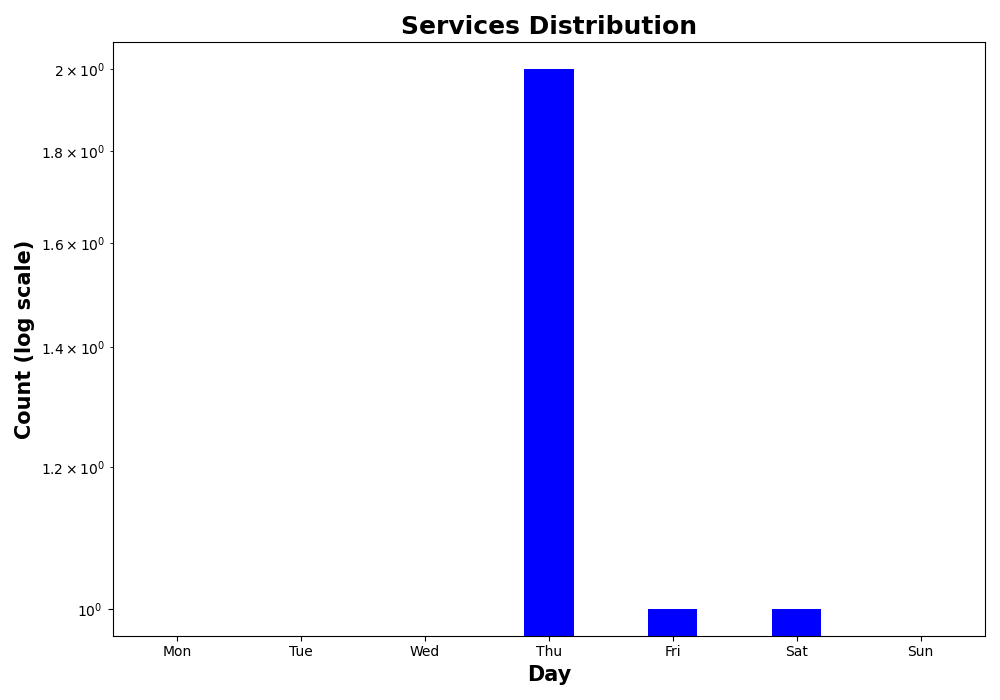 Services Distribution
Count (log scale)
2 × 10⁰
1.8 × 10⁰
1.6 × 10⁰
1.4 × 10⁰
1.2 × 10⁰
10⁰
Mon Tue Wed Thu Fri Sat Sun
Day